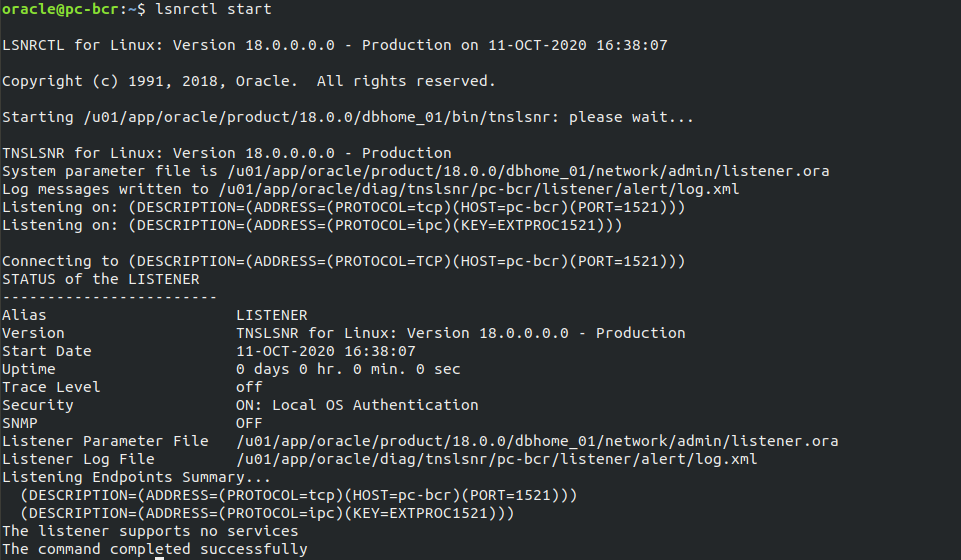 oracle@pc-bcr:~$ lsnrctl start
LSNRCTL for Linux: Version 18.0.0.0.0 - Production on 11-OCT-2020 16:38:07
Copyright (c) 1991, 2018, Oracle.  All rights reserved.
Starting /u01/app/oracle/product/18.0.0/dbhome_01/bin/tnslsnr: please wait...
TNSLSNR for Linux: Version 18.0.0.0.0 - Production
System parameter file is /u01/app/oracle/product/18.0.0/dbhome_01/network/admin/listener.ora
Log messages written to /u01/app/oracle/diag/tnslsnr/pc-bcr/listener/alert/log.xml
Listening on: (DESCRIPTION=(ADDRESS=(PROTOCOL=tcp)(HOST=pc-bcr)(PORT=1521)))
Listening on: (DESCRIPTION=(ADDRESS=(PROTOCOL=ipc)(KEY=EXTPROC1521)))
Connecting to (DESCRIPTION=(ADDRESS=(PROTOCOL=TCP)(HOST=pc-bcr)(PORT=1521)))
STATUS of the LISTENER
------------------------
Alias                     LISTENER
Version                   TNSLSNR for Linux: Version 18.0.0.0.0 - Production
Start Date                11-OCT-2020 16:38:07
Uptime                    0 days 0 hr. 0 min. 0 sec
Trace Level               off
Security                  ON: Local OS Authentication
SNMP                      OFF
Listener Parameter File   /u01/app/oracle/product/18.0.0/dbhome_01/network/admin/listener.ora
Listener Log File         /u01/app/oracle/diag/tnslsnr/pc-bcr/listener/alert/log.xml
Listening Endpoints Summary...
  (DESCRIPTION=(ADDRESS=(PROTOCOL=tcp)(HOST=pc-bcr)(PORT=1521)))
  (DESCRIPTION=(ADDRESS=(PROTOCOL=ipc)(KEY=EXTPROC1521)))
The listener supports no services
The command completed successfully